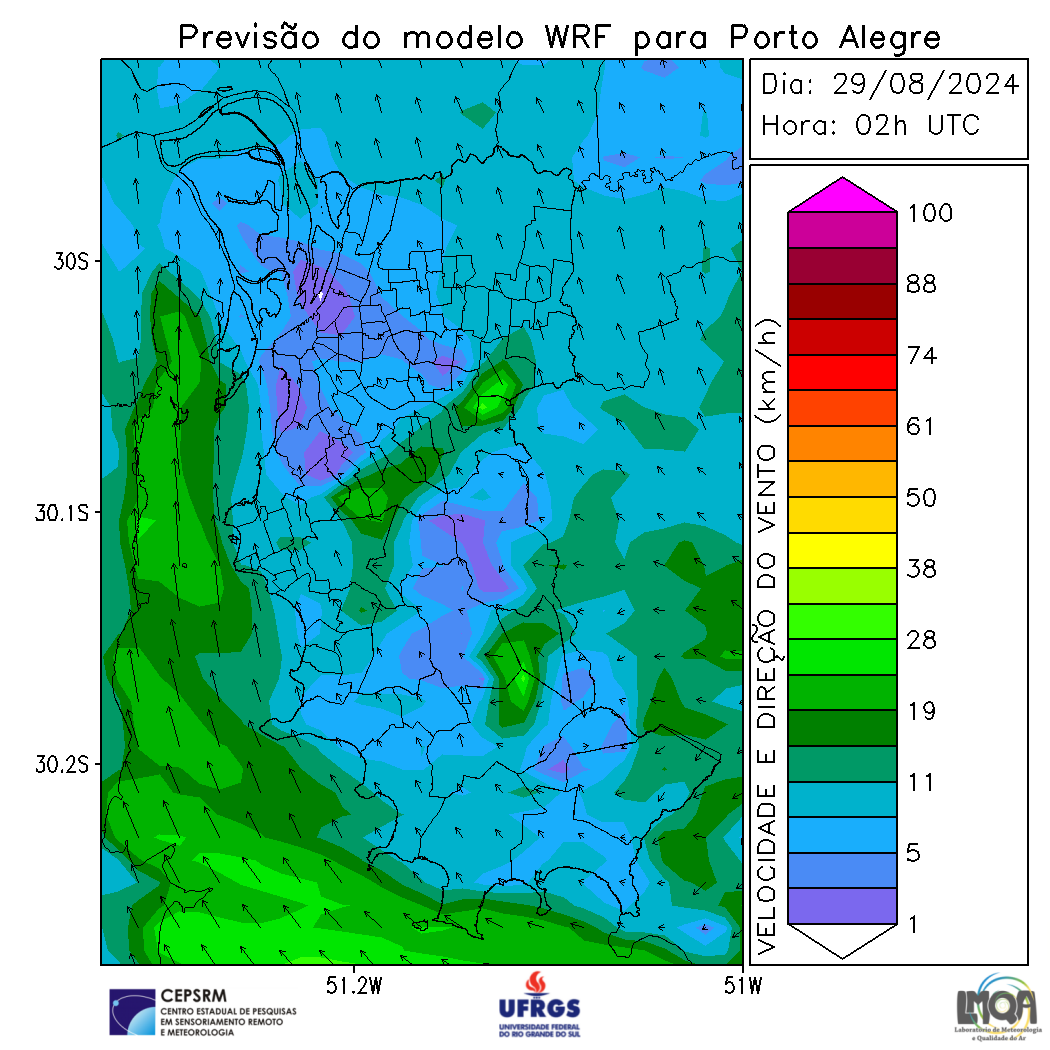 Previsão do modelo WRF para Porto Alegre
Dia: 29/08/2024
Hora: 02h UTC
30S
30.1S
30.2S
51.2W
51W
VELOCIDADE E DIREÇÃO DO VENTO (km/h)
100
88
74
61
50
38
28
19
11
5
1
CEPSRM
CENTRO ESTADUAL DE PESQUISAS
EM SENSORIAMENTO REMOTO
E METEOROLOGIA
UFRGS
UNIVERSIDADE FEDERAL
DO RIO GRANDE DO SUL
LMQA
Laboratório de Meteorologia
e Qualidade do Ar